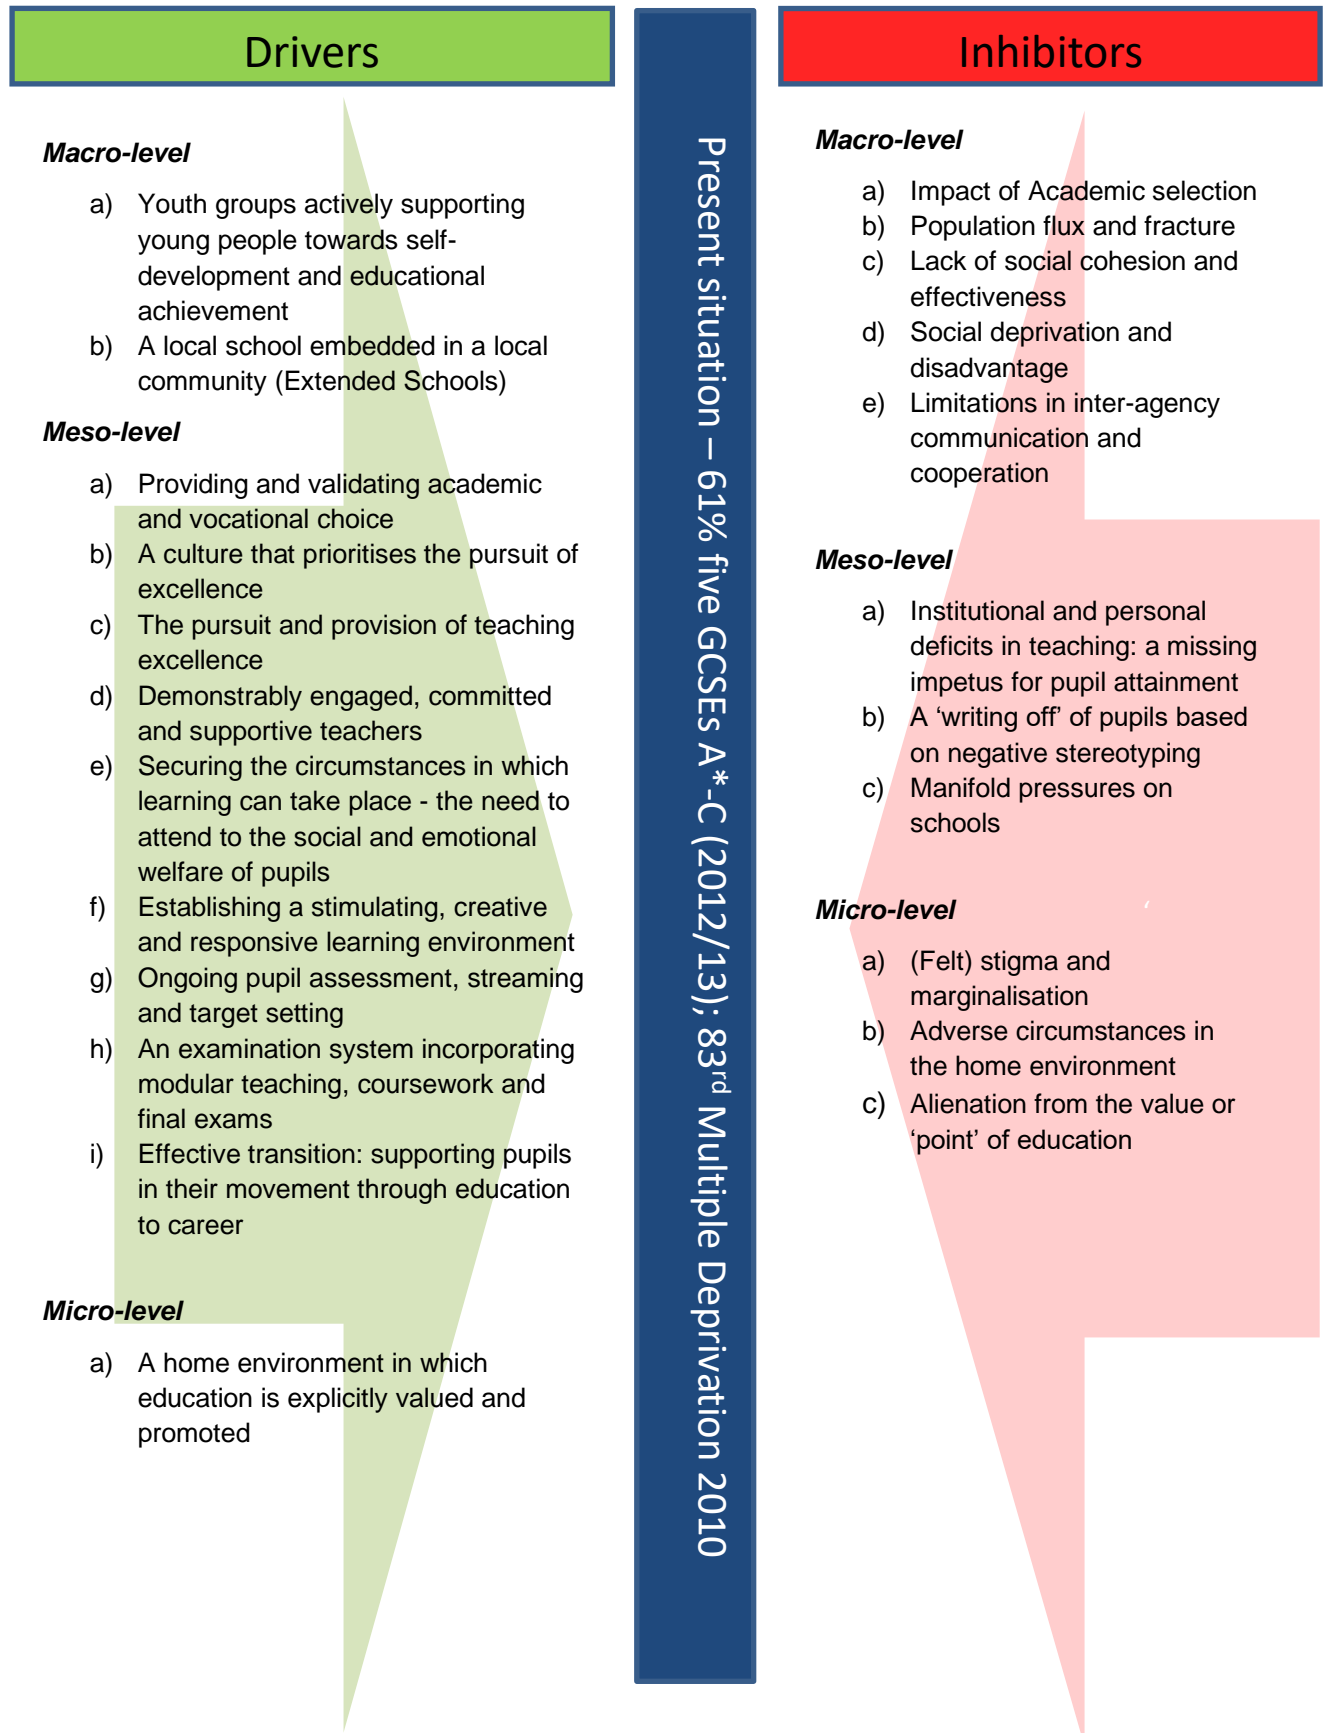 Drivers
Macro-level
a) Youth groups actively supporting
young people towards self-
development and educational
achievement
b) A local school embedded in a local
community (Extended Schools)
Meso-level
a) Providing and validating academic
and vocational choice
b) A culture that prioritises the pursuit of
excellence
c) The pursuit and provision of teaching
excellence
d) Demonstrably engaged, committed
and supportive teachers
e) Securing the circumstances in which
learning can take place - the need to
attend to the social and emotional
welfare of pupils
f) Establishing a stimulating, creative
and responsive learning environment
g) Ongoing pupil assessment, streaming
and target setting
h) An examination system incorporating
modular teaching, coursework and
final exams
i) Effective transition: supporting pupils
in their movement through education
to career
Micro-level
a) A home environment in which
education is explicitly valued and
promoted
Present situation – 61% five GCSEs A*-C (2012/13); 83rd Multiple Deprivation 2010
Inhibitors
Macro-level
a) Impact of Academic selection
b) Population flux and fracture
c) Lack of social cohesion and
effectiveness
d) Social deprivation and
disadvantage
e) Limitations in inter-agency
communication and
cooperation
Meso-level
a) Institutional and personal
deficits in teaching: a missing
impetus for pupil attainment
b) A ‘writing off’ of pupils based
on negative stereotyping
c) Manifold pressures on
schools
Micro-level ‘
a) (Felt) stigma and
marginalisation
b) Adverse circumstances in
the home environment
c) Alienation from the value or
‘point’ of education